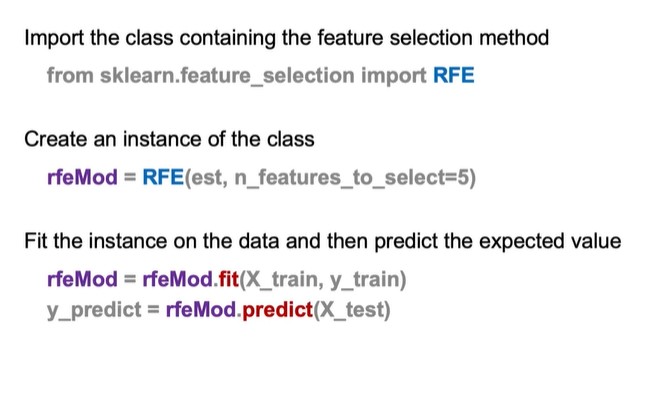 Import the class containing the feature selection method
from sklearn.feature_selection import RFE
Create an instance of the class
rfeMod = RFE(est, n_features_to_select=5)
Fit the instance on the data and then predict the expected value
rfeMod = rfeMod.fit(X_train, y_train)
y_predict = rfeMod.predict(X_test)